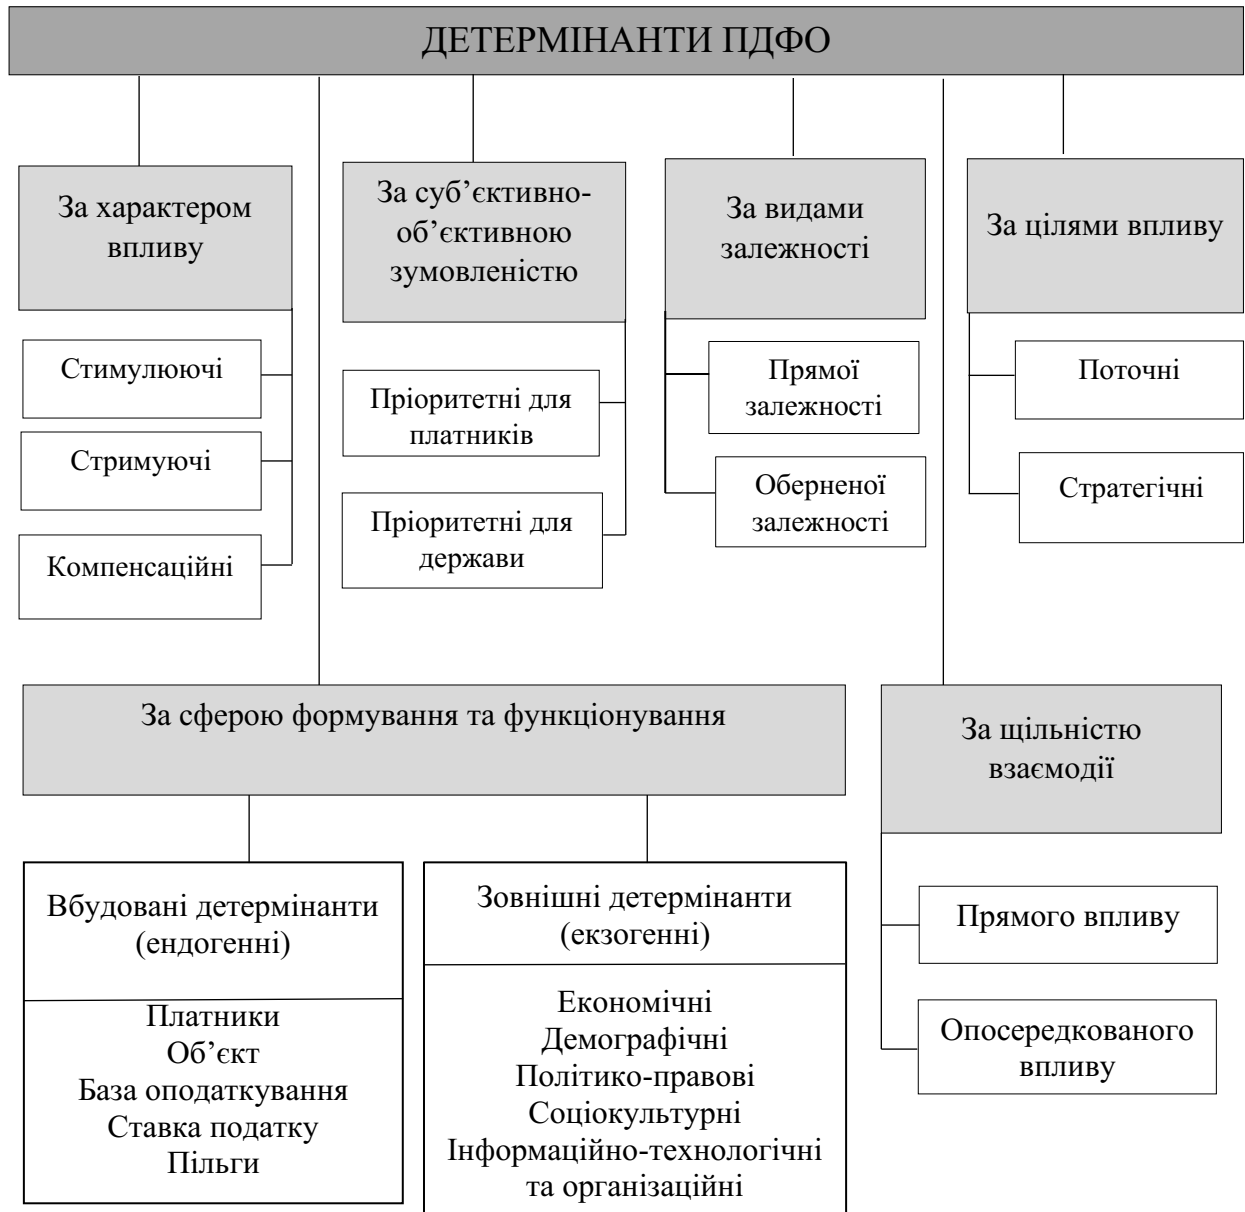 ДЕТЕРМІНАНТИ ПДФО
За характером
впливу
Стимулюючі
Стримуючі
Компенсаційні
За суб’єктивно-
об’єктивною
зумовленістю
Пріоритетні для
платників
Пріоритетні для
держави
За видами
залежності
Прямої
залежності
Оберненої
залежності
За цілями впливу
Поточні
Стратегічні
За сферою формування та функціонування
Вбудовані детермінанти
(ендогенні)
Платники
Об’єкт
База оподаткування
Ставка податку
Пільги
Зовнішні детермінанти
(екзогенні)
Економічні
Демографічні
Політико-правові
Соціокультурні
Інформаційно-технологічні
та організаційні
За щільністю
взаємодії
Прямого впливу
Опосередкованого
впливу